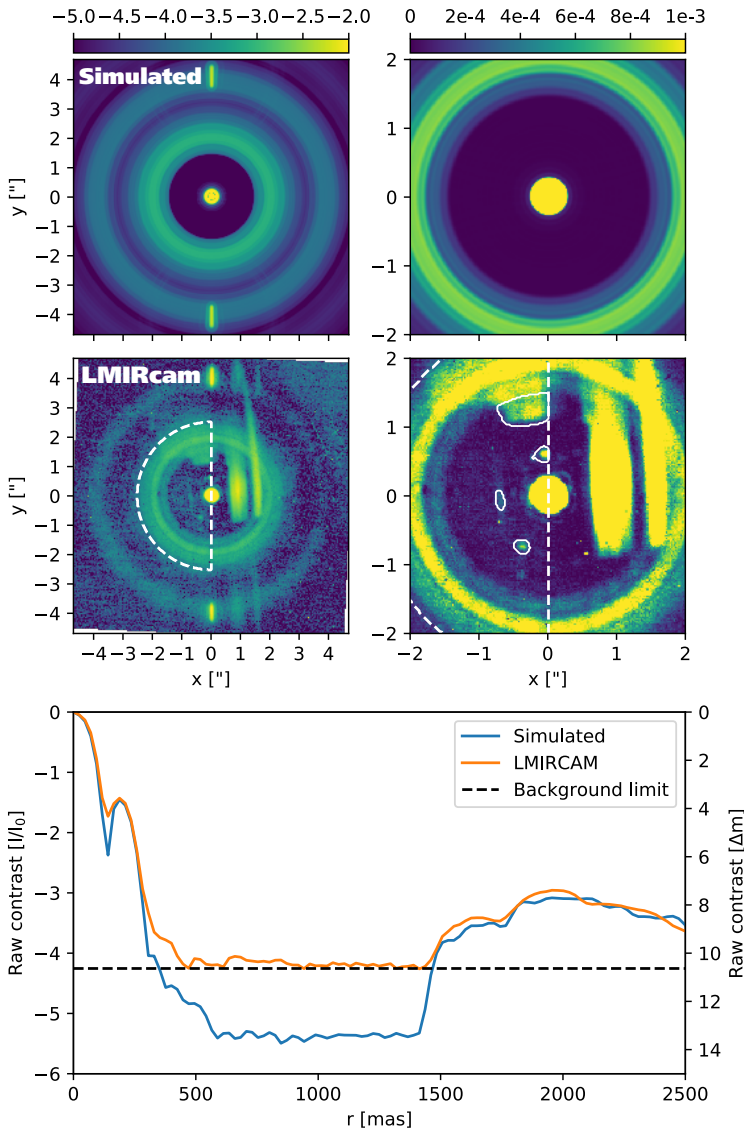 −5.0 −4.5 −4.0 −3.5 −3.0 −2.5 −2.0
0 2e-4 4e-4 6e-4 8e-4 1e-3
Simulated
y ["]
4
3
2
1
0
−1
−2
−3
−4
2
1
0
−1
−2
LMIRcam
y ["]
4
3
2
1
0
−1
−2
−3
−4
−4 −3 −2 −1 0 1 2 3 4
x ["]
2
1
0
−1
−2
−2 −1 0 1 2
x ["]
Raw contrast [I/I0]
0
−1
−2
−3
−4
−5
−6
Simulated
LMIRCAM
Background limit
0
2
4
6
8
10
12
14
Raw contrast [Δm]
0 500 1000 1500 2000 2500
r [mas]